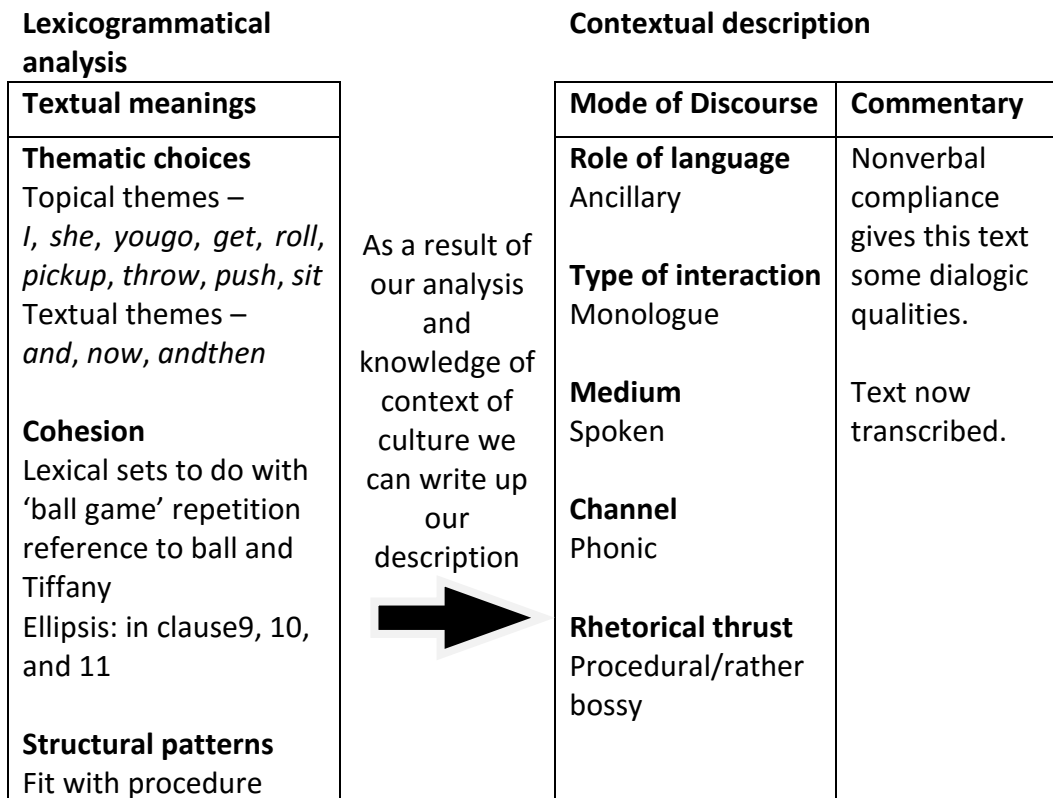 Lexicogrammatical
analysis
Textual meanings
Thematic choices
Topical themes –
I, she, yougo, get, roll,
pickup, throw, push, sit
Textual themes –
and, now, andthen
Cohesion
Lexical sets to do with
‘ball game’ repetition
reference to ball and
Tiffany
Ellipsis: in clause9, 10,
and 11
Structural patterns
Fit with procedure
As a result of
our analysis
and
knowledge of
context of
culture we
can write up
our
description
Contextual description
Mode of Discourse
Role of language
Ancillary
Type of interaction
Monologue
Medium
Spoken
Channel
Phonic
Rhetorical thrust
Procedural/rather
bossy
Commentary
Nonverbal
compliance
gives this text
some dialogic
qualities.
Text now
transcribed.